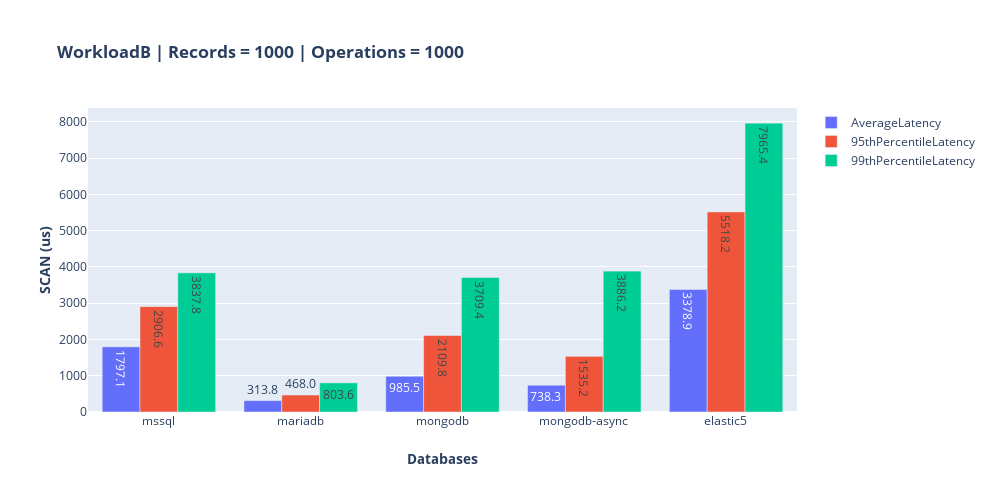 WorkloadB | Records = 1000 | Operations = 1000
AverageLatency
95thPercentileLatency
99thPercentileLatency
SCAN (us)
8000
7000
6000
5000
4000
3000
2000
1000
0
1797.1
2906.6
3837.8
313.8
468.0
803.6
985.5
2109.8
3709.4
738.3
1535.2
3886.2
3378.9
5518.2
7965.4
mssql
mariadb
mongodb
mongodb-async
elastic5
Databases